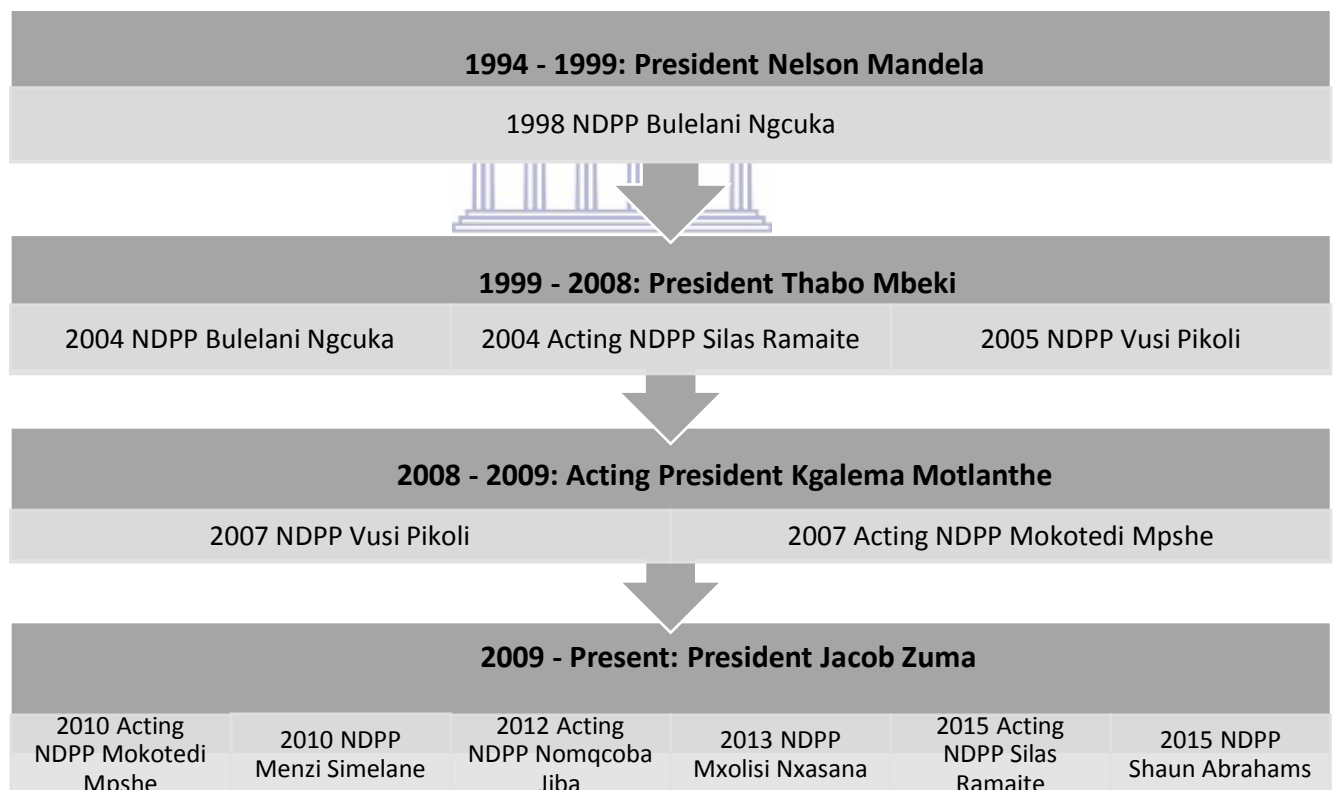 1994 - 1999: President Nelson Mandela
1998 NDPP Bulelani Ngcuka
1999 - 2008: President Thabo Mbeki
2004 NDPP Bulelani Ngcuka
2004 Acting NDPP Silas Ramaite
2005 NDPP Vusi Pikoli
2008 - 2009: Acting President Kgalema Motlanthe
2007 NDPP Vusi Pikoli
2007 Acting NDPP Mokotedi Mpshe
2009 - Present: President Jacob Zuma
2010 Acting
NDPP Mokotedi
Mpshe
2010 NDPP
Menzi Simelane
2012 Acting
NDPP Nomqcoba
Jiba
2013 NDPP
Mxolisi Nxasana
2015 Acting
NDPP Silas
Ramaite
2015 NDPP
Shaun Abrahams